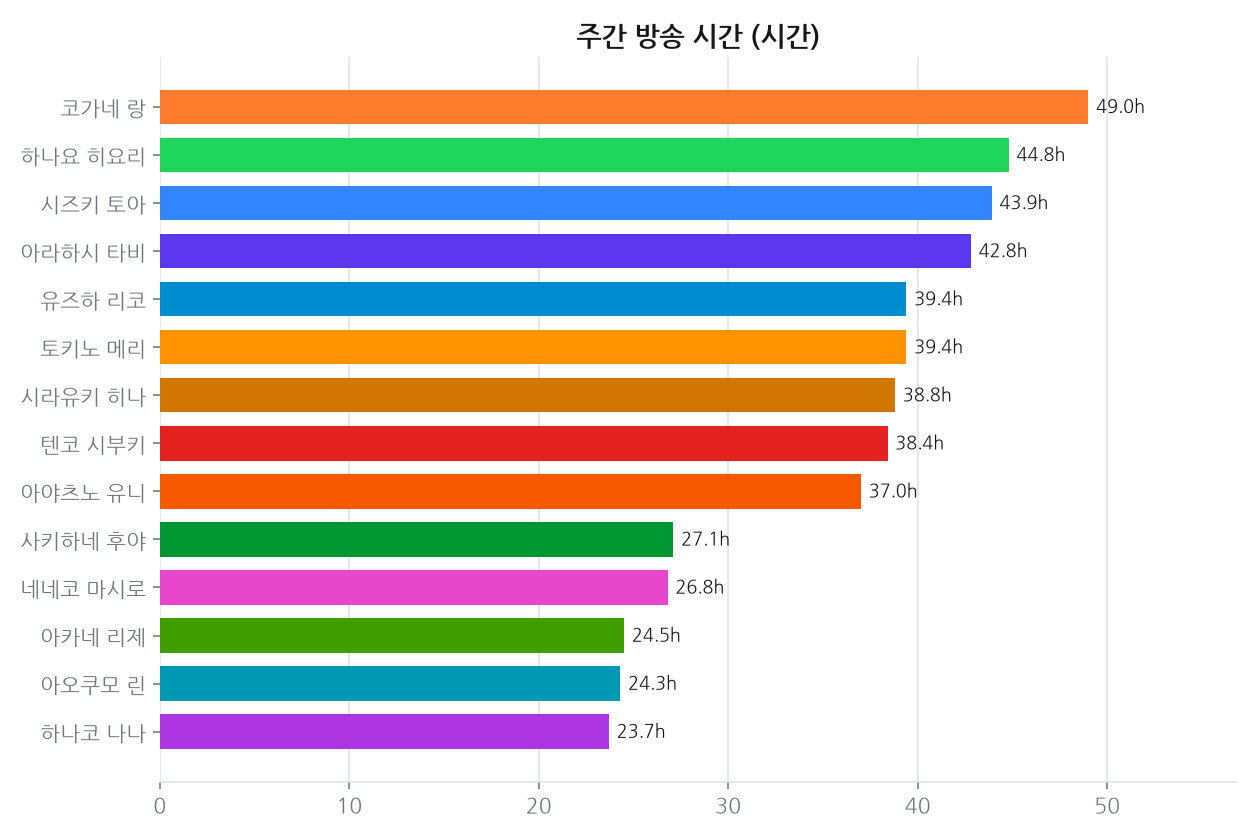 주간 방송 시간 (시간)
코가네 랑 49.0h
하나요 히요리 44.8h
시즈키 토아 43.9h
아라하시 타비 42.8h
유즈하 리코 39.4h
토키노 메리 39.4h
시라유키 히나 38.8h
텐코 시부키 38.4h
아야츠노 유니 37.0h
사키하네 후야 27.1h
네네코 마시로 26.8h
아카네 리제 24.5h
아오쿠모 린 24.3h
하나코 나나 23.7h
0 10 20 30 40 50